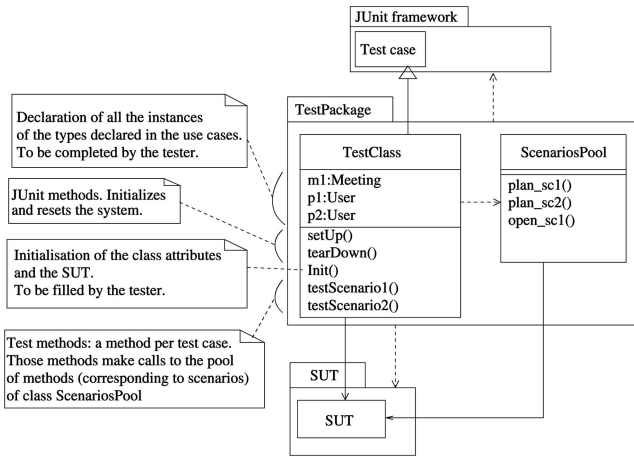 JUnit framework
Test case
TestPackage
Declaration of all the instances
of the types declared in the use cases.
To be completed by the tester.
JUnit methods. Initializes
and resets the system.
Initialisation of the class attributes
and the SUT.
To be filled by the tester.
Test methods: a method per test case.
Those methods make calls to the pool
of methods (corresponding to scenarios)
of class ScenariosPool
TestClass
m1:Meeting
p1:User
p2:User
setUp()
tearDown()
Init()
testScenario1()
testScenario2()
ScenariosPool
plan_sc1()
plan_sc2()
open_sc1()
SUT
SUT